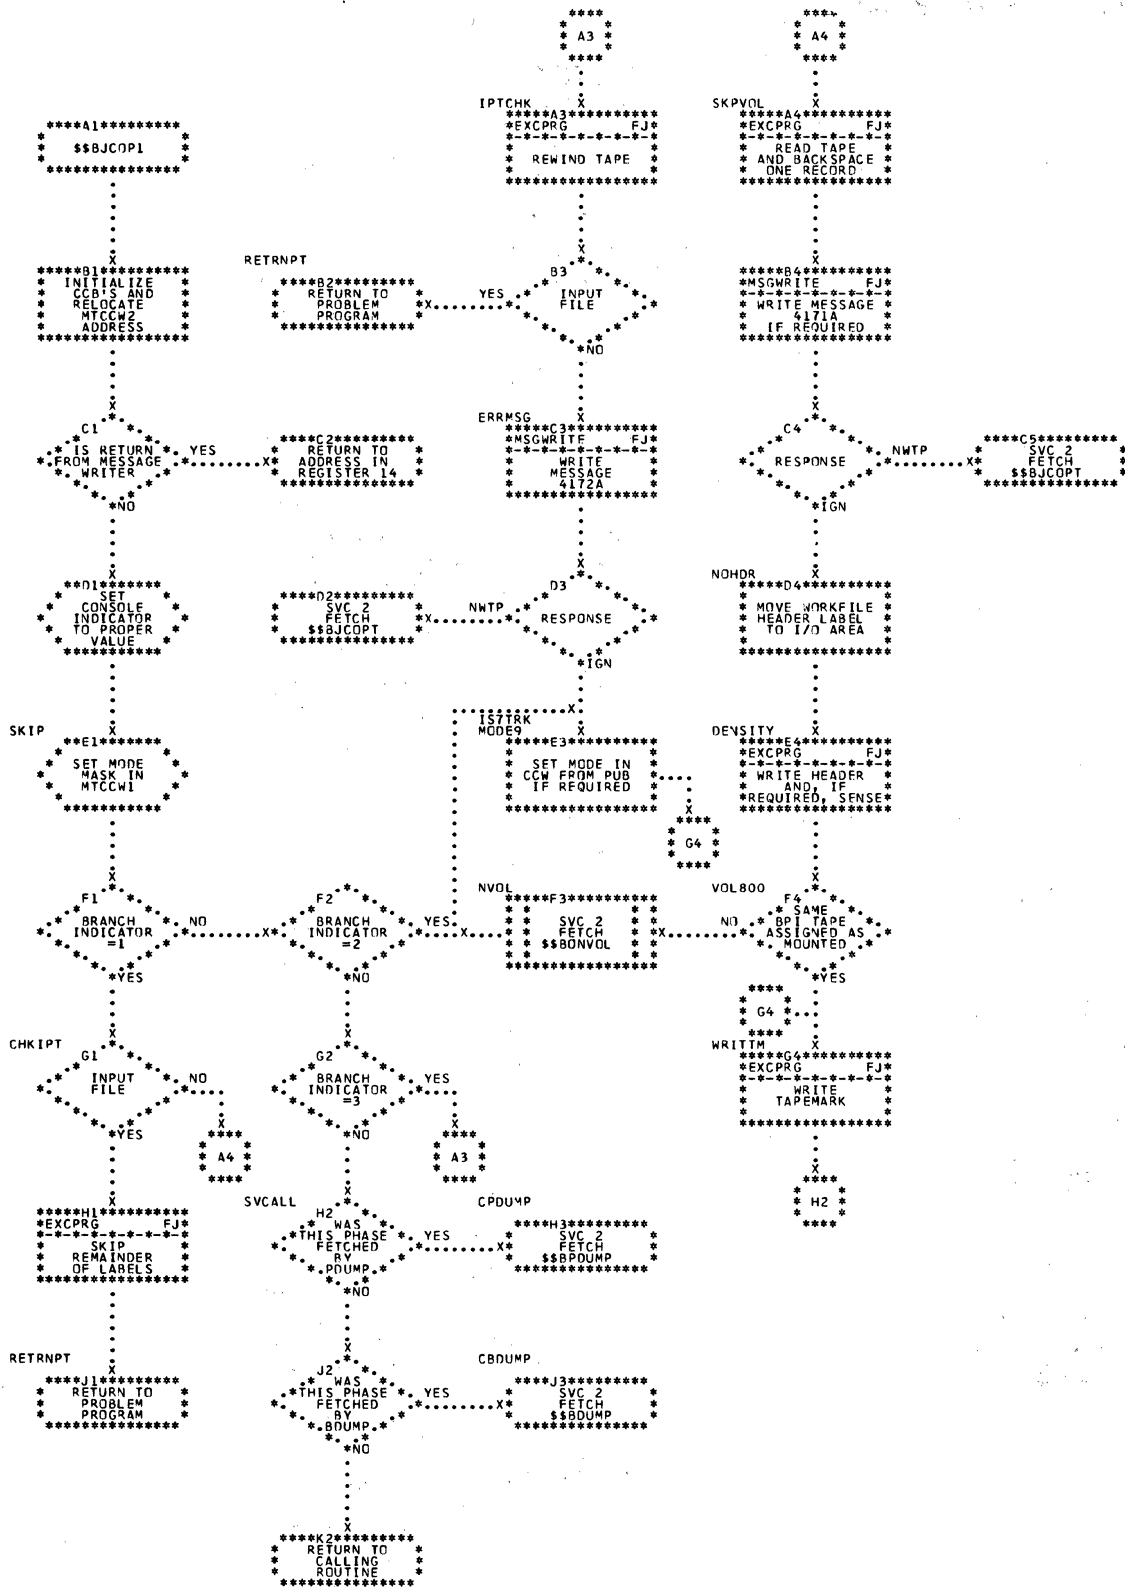 A3
A4
IPTCHK
SKPVOL
****A1*********
*****A3**********
*****A4**********
$$BJCOP1
*EXCPRG FJ*
*-*-*-*-*-*-*-*-*
REWIND TAPE
*EXCPRG FJ*
*-*-*-*-*-*-*-*-*
READ TAPE
AND BACKSPACE
ONE RECORD
*****B1**********
INITIALIZE
CCB'S AND
RELOCATE
MTCCW2
ADDRESS
RETRNPT
****B2*********
RETURN TO
PROBLEM
PROGRAM
YES
B3
INPUT
FILE
NO
*****B4**********
*MSGWRITE FJ*
*-*-*-*-*-*-*-*-*
WRITE MESSAGE
4171A
IF REQUIRED
C1
IS RETURN
FROM MESSAGE
WRITER
YES
NO
****C2*********
RETURN TO
ADDRESS IN
REGISTER 14
ERRMSG
*****C3**********
*MSGWRITE FJ*
*-*-*-*-*-*-*-*-*
WRITE
MESSAGE
4172A
C4
RESPONSE
NWTP
IGN
****C5*********
SVC 2
FETCH
$$BJCOPT
**D1*******
SET
CONSOLE
INDICATOR
TO PROPER
VALUE
****D2*********
SVC 2
FETCH
$$BJCOPT
NWTP
D3
RESPONSE
IGN
NOHDR
*****D4**********
MOVE WORKFILE
HEADER LABEL
TO I/O AREA
SKIP
**E1*******
SET MODE
MASK IN
MTCCW1
IS7TRK
MODE9
*****E3**********
SET MODE IN
CCW FROM PUB
IF REQUIRED
G4
DENSITY
*****E4**********
*EXCPRG FJ*
*-*-*-*-*-*-*-*-*
WRITE HEADER
AND, IF
*REQUIRED, SENSE*
F1
BRANCH
INDICATOR
=1
NO
YES
F2
BRANCH
INDICATOR
=2
YES
NO
NVOL
*****F3**********
SVC 2
FETCH
$$BONVOL
VOL800
NO
F4
SAME
BPI TAPE
ASSIGNED AS
MOUNTED
YES
G4
CHKIPT
G1
INPUT
FILE
NO
YES
A4
G2
BRANCH
INDICATOR
=3
YES
NO
A3
WRITTM
*****G4**********
*EXCPRG FJ*
*-*-*-*-*-*-*-*-*
WRITE
TAPEMARK
H2
*****H1**********
*EXCPRG FJ*
*-*-*-*-*-*-*-*-*
SKIP
REMAINDER
OF LABELS
SVCALL
H2
WAS
THIS PHASE
FETCHED
BY
PDUMP
YES
NO
CPDUMP
****H3*********
SVC 2
FETCH
$$BPDUMP
RETRNPT
****J1*********
RETURN TO
PROBLEM
PROGRAM
J2
WAS
THIS PHASE
FETCHED
BY
BDUMP
YES
NO
CBDUMP
****J3*********
SVC 2
FETCH
$$BDUMP
****K2*********
RETURN TO
CALLING
ROUTINE